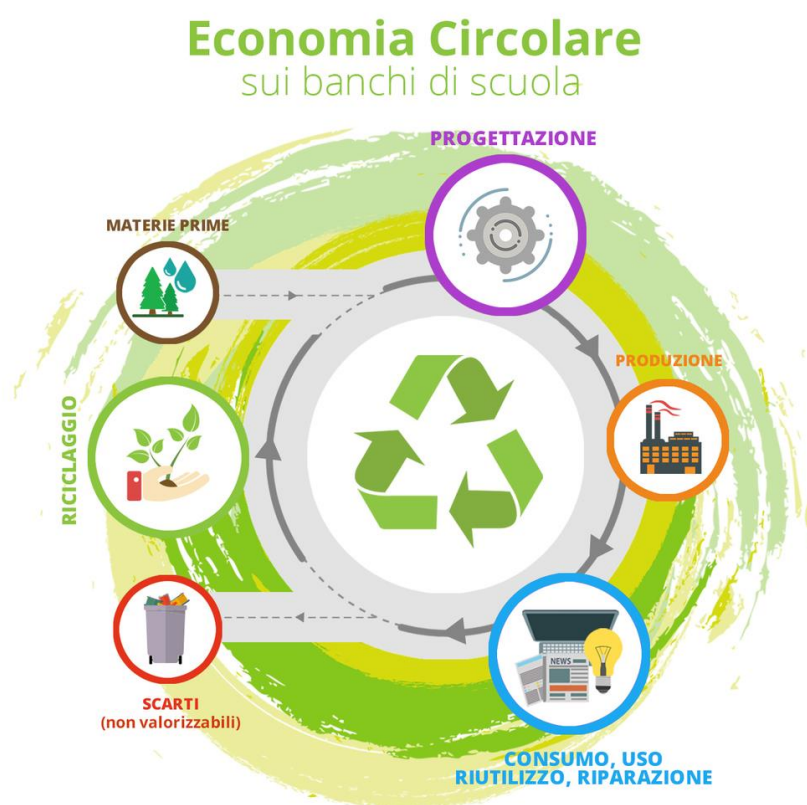 Economia Circolare
sui banchi di scuola
PROGETTAZIONE
MATERIE PRIME
PRODUZIONE
RICICLAGGIO
NEWS
SCARTI
(non valorizzabili)
CONSUMO, USO
RIUTILIZZO, RIPARAZIONE